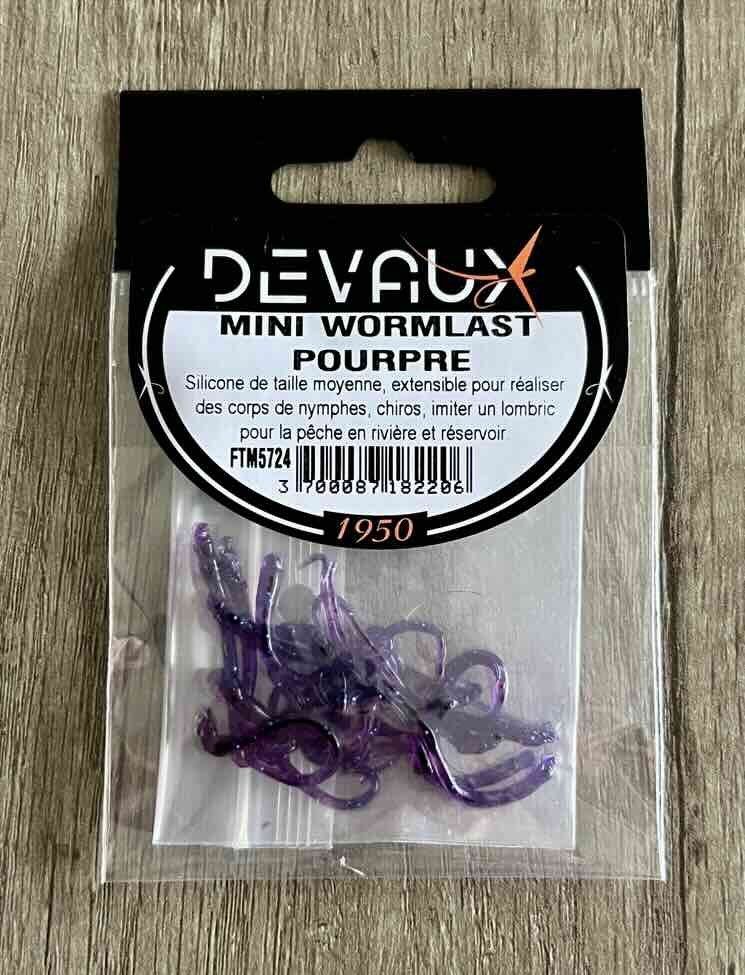 DEVAUX
MINI WORMLAST
POURPRE
Silicone de taille moyenne, extensible pour réaliser
des corps de nymphes, chiros, imiter un lombric
pour la pêche en rivière et réservoir
FTM5724
3 700087 182206
1950